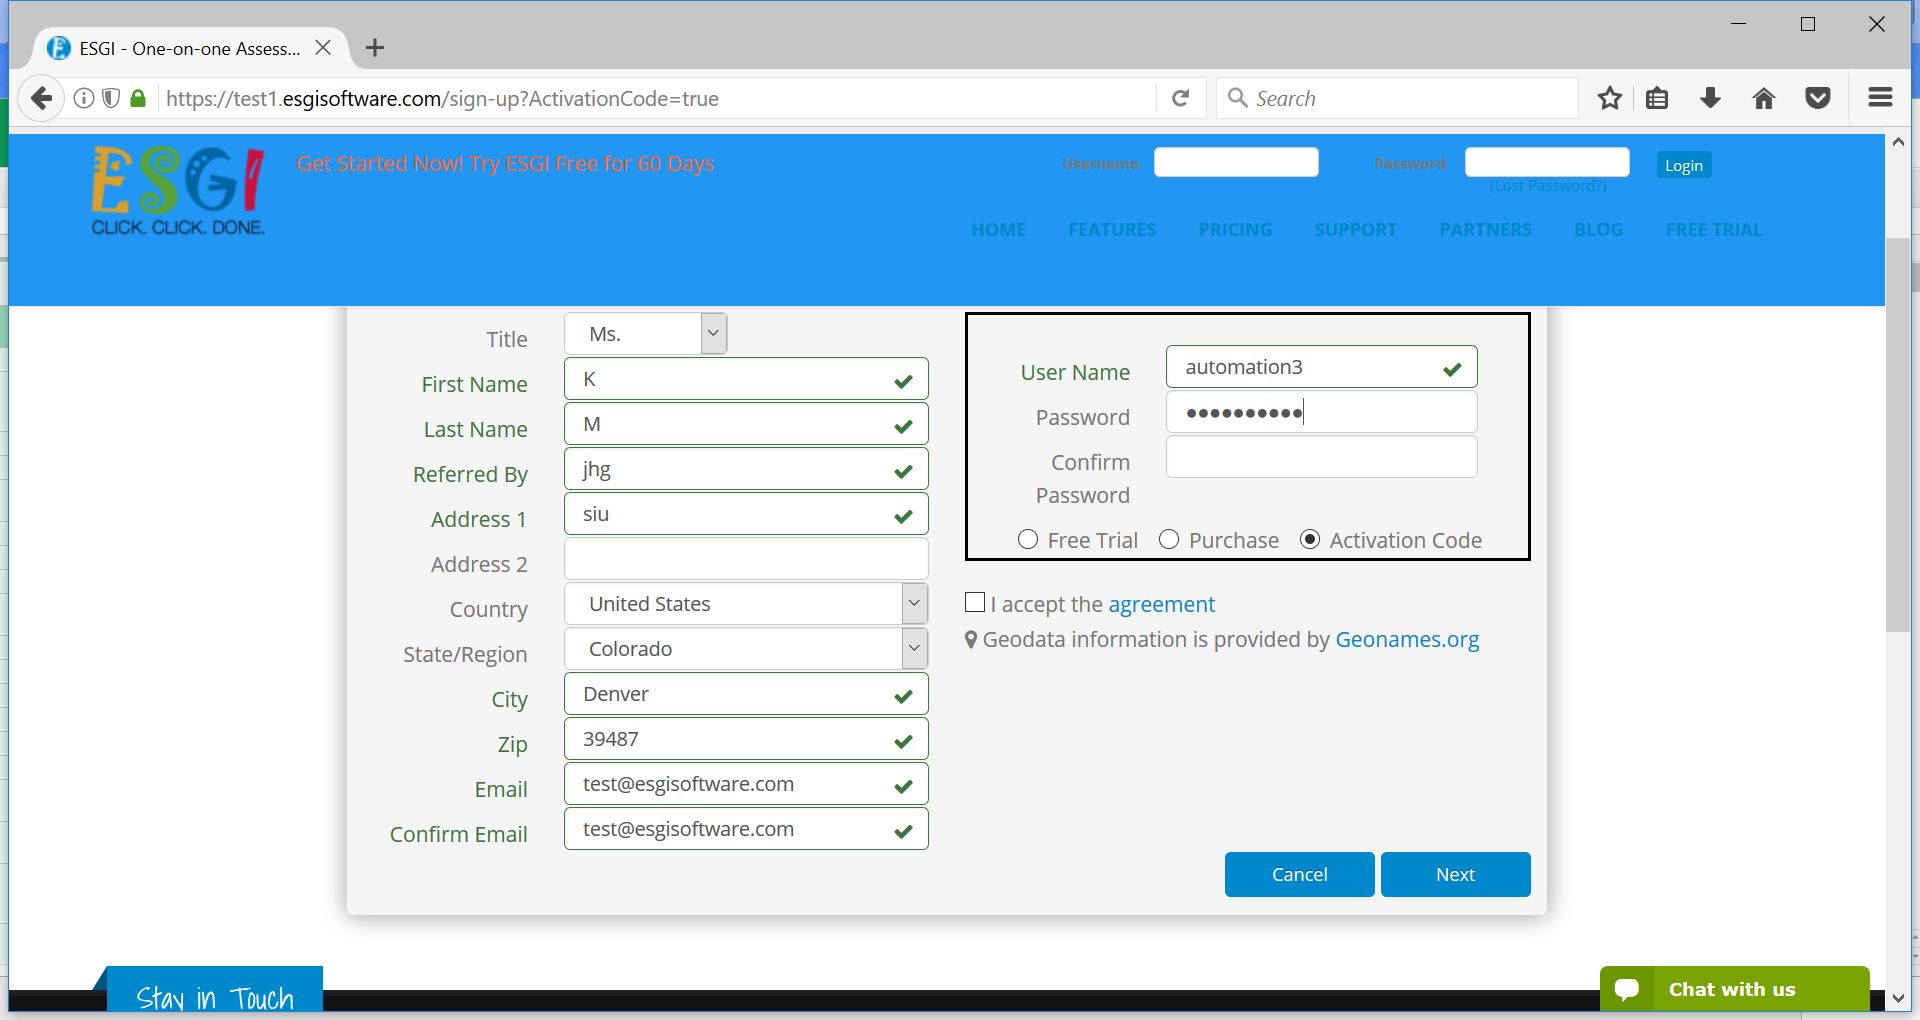 ESGI - One-on-one Assess...
https://test1.esgisoftware.com/sign-up?ActivationCode=true
Search
ESGI
CLICK. CLICK. DONE.
Get Started Now! Try ESGI Free for 60 Days
Username
Password
Login
(Lost Password?)
HOME FEATURES PRICING SUPPORT PARTNERS BLOG FREE TRIAL
Title Ms.
First Name K
Last Name M
Referred By jhg
Address 1 siu
Address 2
Country United States
State/Region Colorado
City Denver
Zip 39487
Email test@esgisoftware.com
Confirm Email test@esgisoftware.com
User Name automation3
Password ●●●●●●●●●●
Confirm
Password
Free Trial Purchase Activation Code
I accept the agreement
Geodata information is provided by Geonames.org
Cancel Next
Stay in Touch
Chat with us